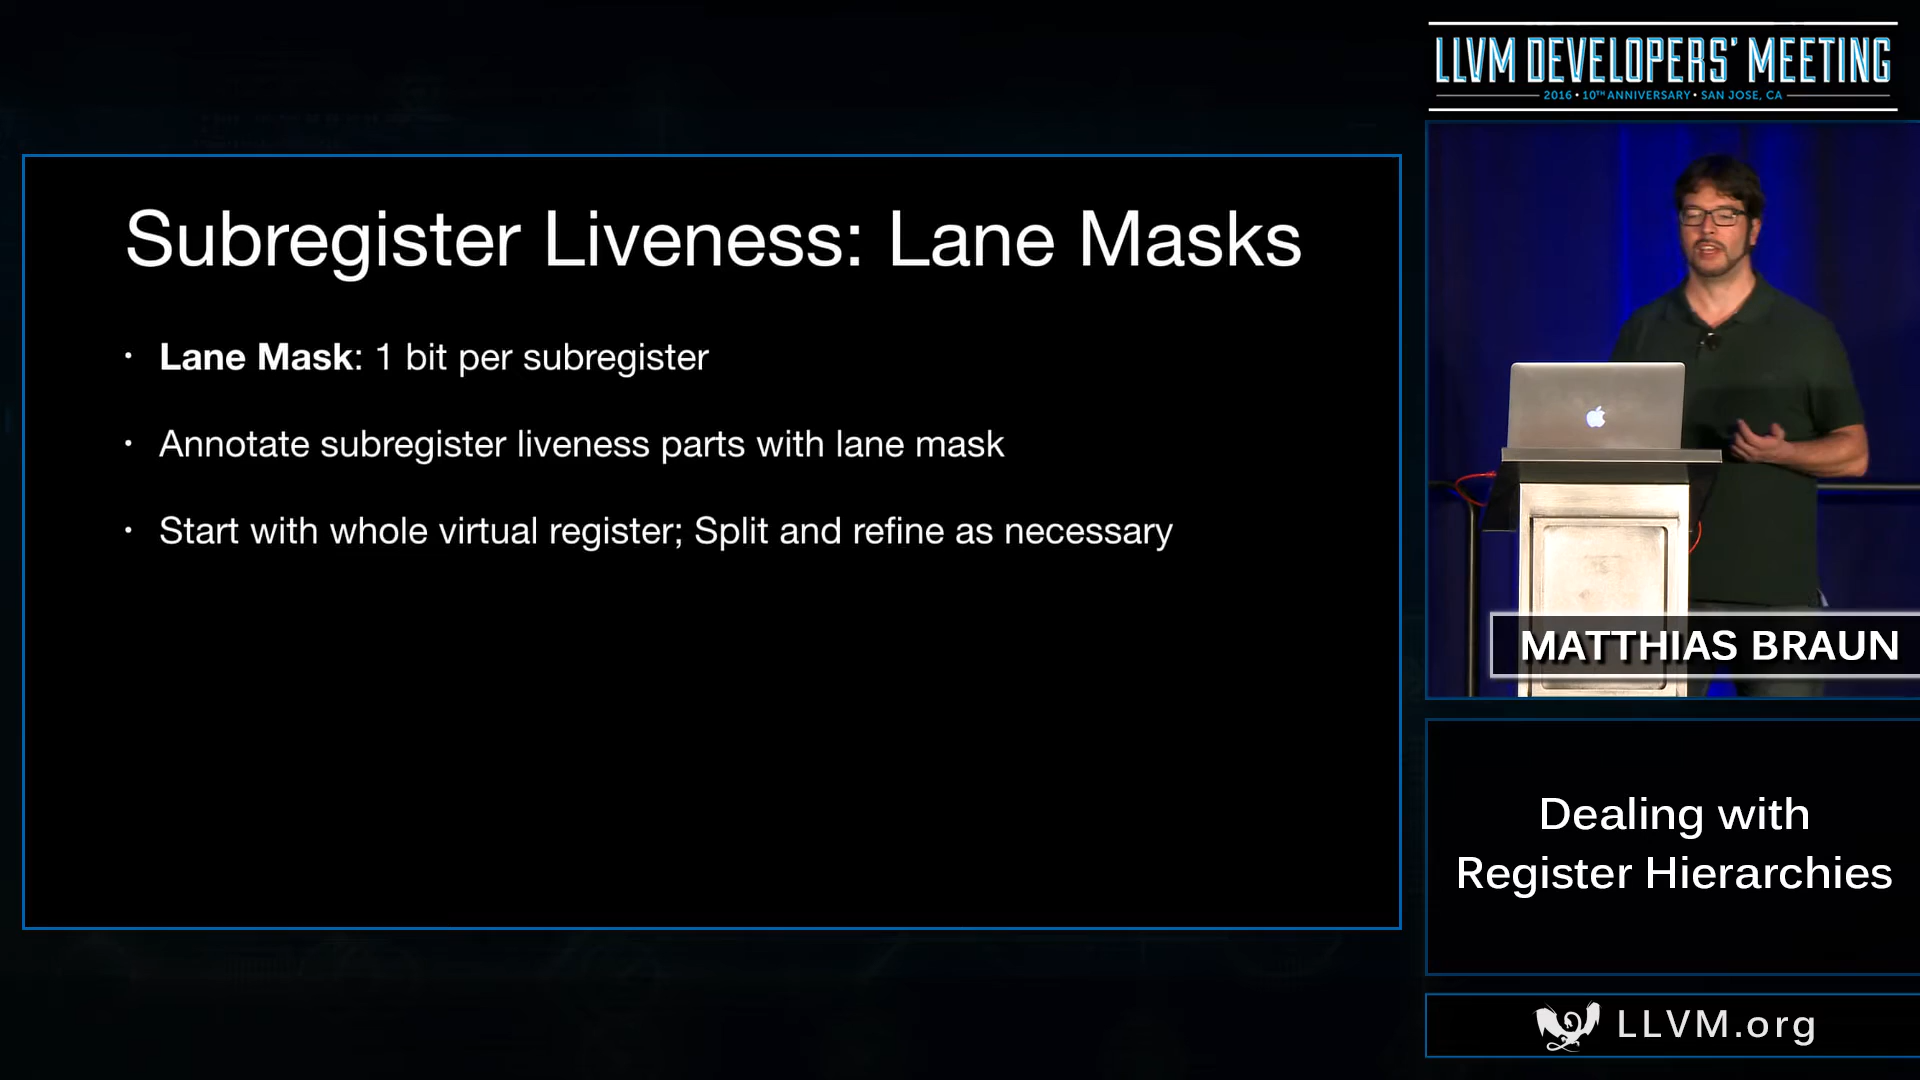 LLVM DEVELOPERS' MEETING
2016 • 10TH ANNIVERSARY • SAN JOSE, CA
Subregister Liveness: Lane Masks
• Lane Mask: 1 bit per subregister
• Annotate subregister liveness parts with lane mask
• Start with whole virtual register; Split and refine as necessary
MATTHIAS BRAUN
Dealing with
Register Hierarchies
LLVM.org